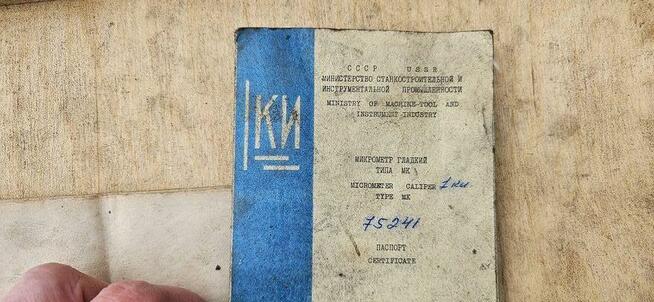 КИ
СССР USSR
МИНИСТЕРСТВО СТАНКОСТРОИТЕЛЬНОЙ И
ИНСТРУМЕНТАЛЬНОЙ ПРОМЫШЛЕННОСТИ
MINISTRY OF MACHINE-TOOL AND
INSTRUMENT INDUSTRY
МИКРОМЕТР ГЛАДКИЙ
ТИПА МК
MICROMETER CALIPER
TYPE MK
75241
ПАСПОРТ
CERTIFICATE